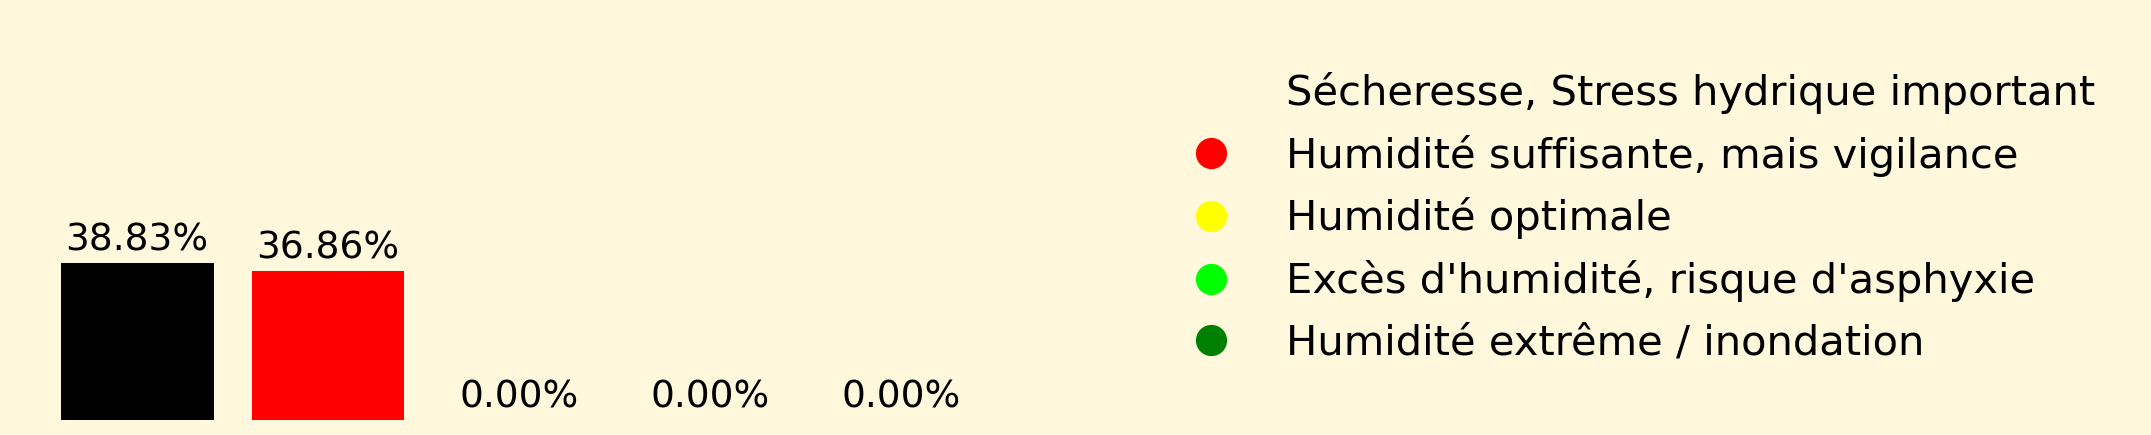 38.83%
36.86%
0.00%
0.00%
0.00%
Sécheresse, Stress hydrique important
Humidité suffisante, mais vigilance
Humidité optimale
Excès d'humidité, risque d'asphyxie
Humidité extrême / inondation